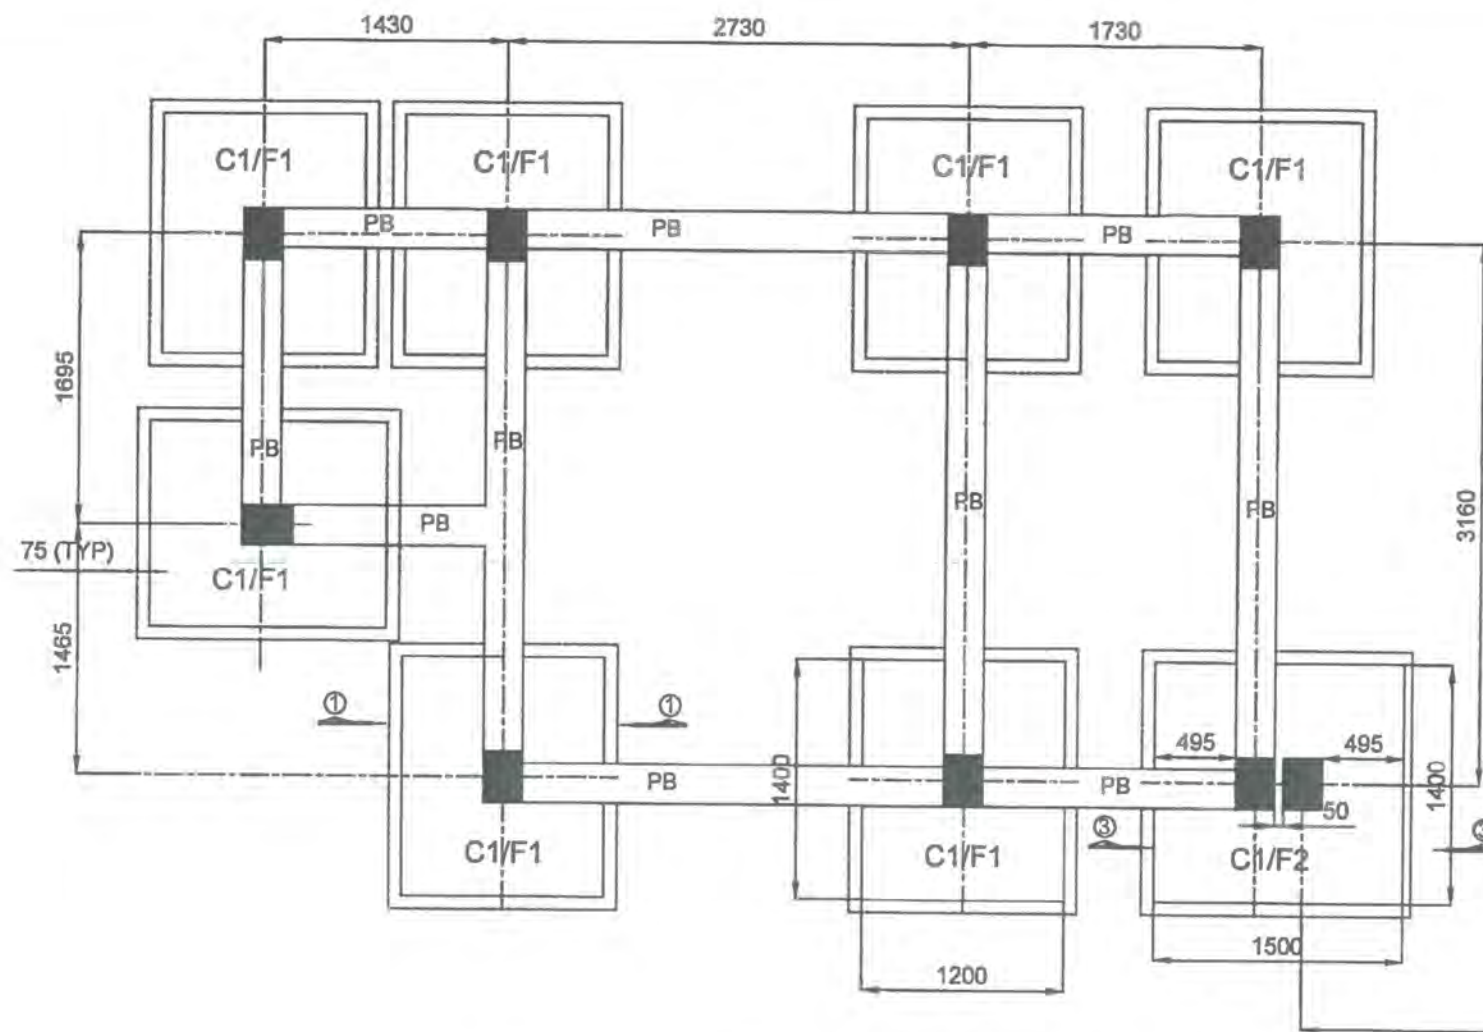 1430 2730 1730
C1/F1 C1/F1 C1/F1 C1/F1
PB PB PB
1695
PB PB PB PB 3160
PB
75 (TYP)
C1/F1
1465
① ①
495 495
PB 1400 PB 1400
50
③
C1/F1 C1/F1 C1/F2
1500
1200